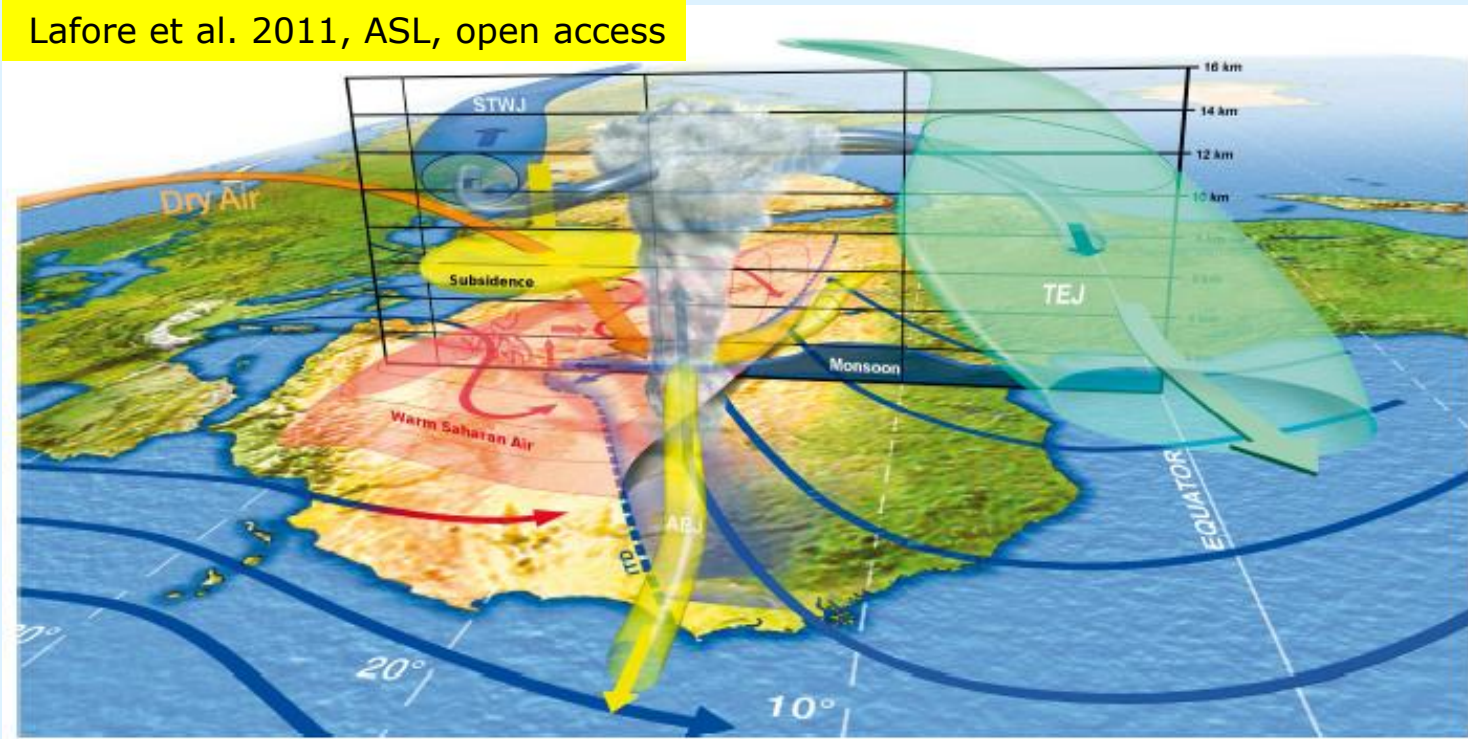 Lafore et al. 2011, ASL, open access
16 km
STWJ
14 km
12 km
Dry Air
10 km
Subsidence
TEJ
Monsoon
Warm Saharan Air
EQUATOR
AEJ
ITD
20°
10°